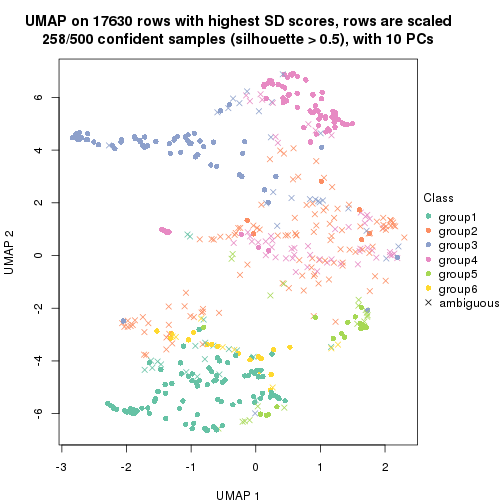 UMAP on 17630 rows with highest SD scores, rows are scaled
258/500 confident samples (silhouette > 0.5), with 10 PCs
6
4
2
0
-2
-4
-6
UMAP 2
-3
-2
-1
0
1
2
UMAP 1
Class
group1
group2
group3
group4
group5
group6
ambiguous